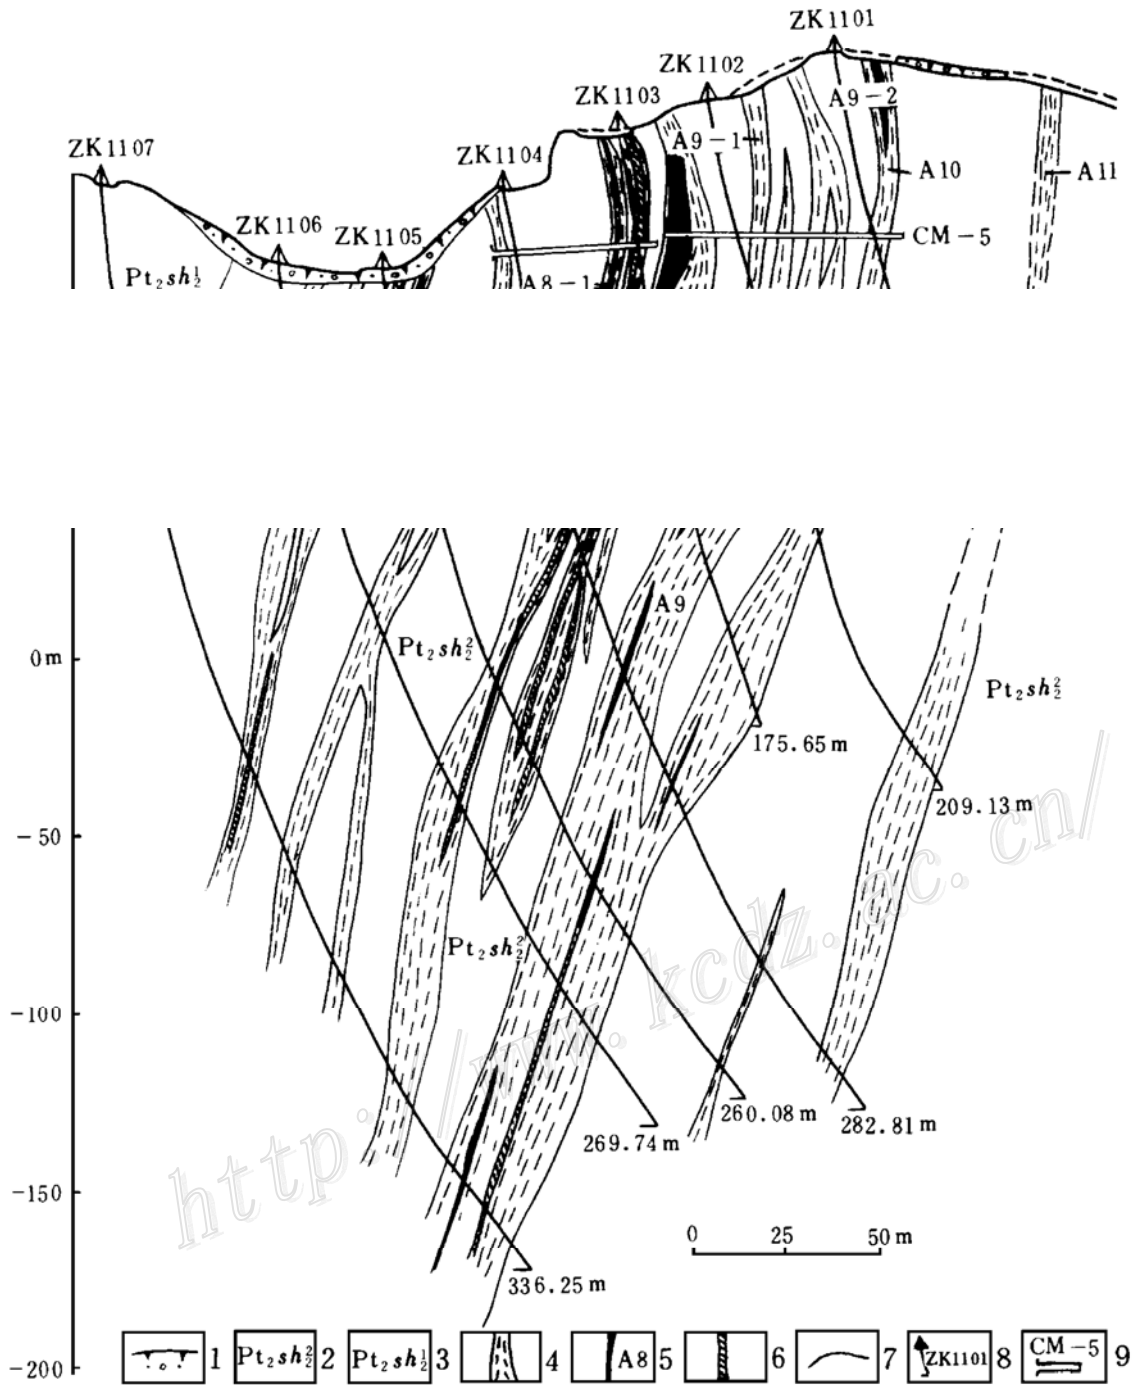 ZK1101
ZK1102
ZK1103
A9-2
A9-1
ZK1104
ZK1107
A10
A11
ZK1106
ZK1105
CM-5
Pt₂sh₂¹
A8-1
A9
Pt₂sh₂²
0m
Pt₂sh₂²
175.65m
209.13m
-50
Pt₂sh₂²
-100
260.08m
282.81m
269.74m
-150
0 25 50m
336.25m
http://www.kcdz.ac.cn/
1 Pt₂sh₂² 2 Pt₂sh₂¹ 3 4 A8 5 6 7 ZK1101 8 CM-5 9
-200